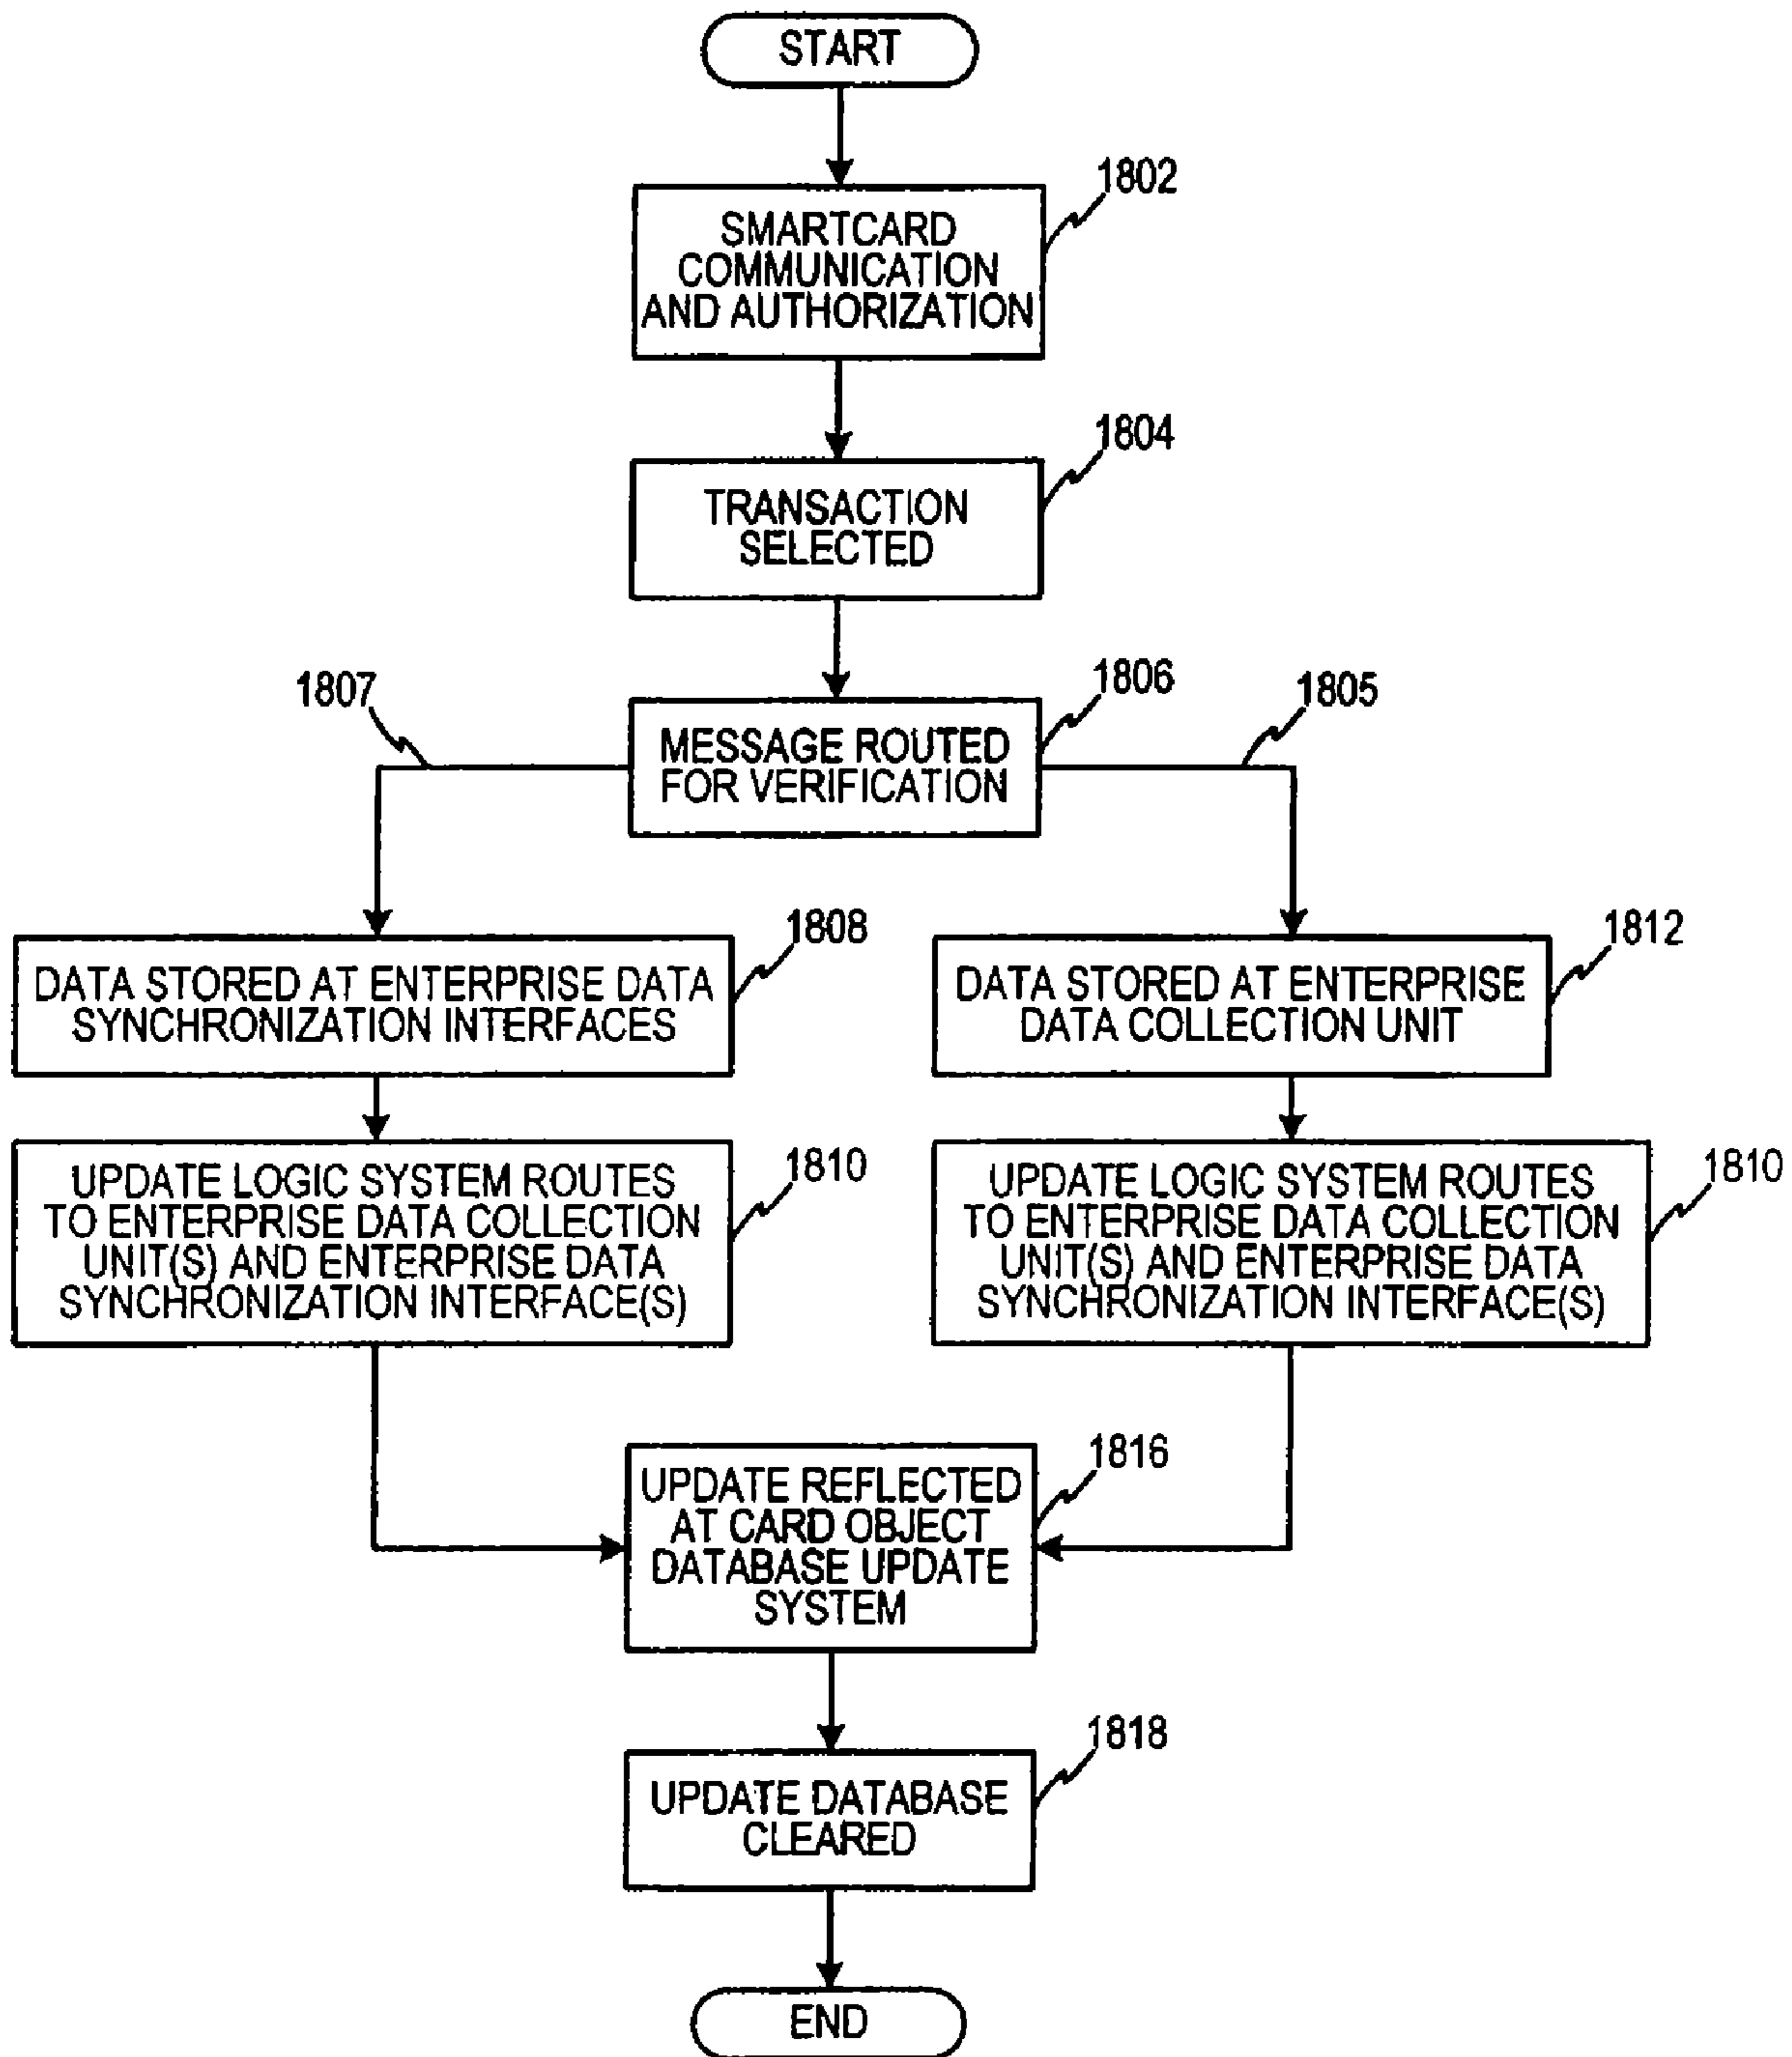 START
1802
SMARTCARD
COMMUNICATION
AND AUTHORIZATION
1804
TRANSACTION
SELECTED
1807
1806
1805
MESSAGE ROUTED
FOR VERIFICATION
1808
DATA STORED AT ENTERPRISE DATA
SYNCHRONIZATION INTERFACES
1812
DATA STORED AT ENTERPRISE
DATA COLLECTION UNIT
1810
UPDATE LOGIC SYSTEM ROUTES
TO ENTERPRISE DATA COLLECTION
UNIT(S) AND ENTERPRISE DATA
SYNCHRONIZATION INTERFACE(S)
1810
UPDATE LOGIC SYSTEM ROUTES
TO ENTERPRISE DATA COLLECTION
UNIT(S) AND ENTERPRISE DATA
SYNCHRONIZATION INTERFACE(S)
1816
UPDATE REFLECTED
AT CARD OBJECT
DATABASE UPDATE
SYSTEM
1818
UPDATE DATABASE
CLEARED
END